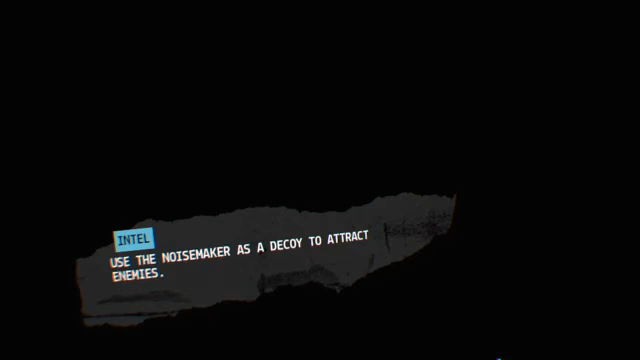 INTEL
USE THE NOISEMAKER AS A DECOY TO ATTRACT
ENEMIES.